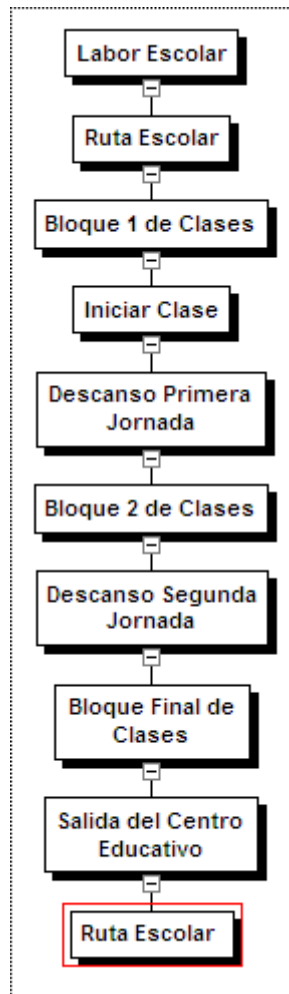 Labor Escolar
Ruta Escolar
Bloque 1 de Clases
Iniciar Clase
Descanso Primera
Jornada
Bloque 2 de Clases
Descanso Segunda
Jornada
Bloque Final de
Clases
Salida del Centro
Educativo
Ruta Escolar